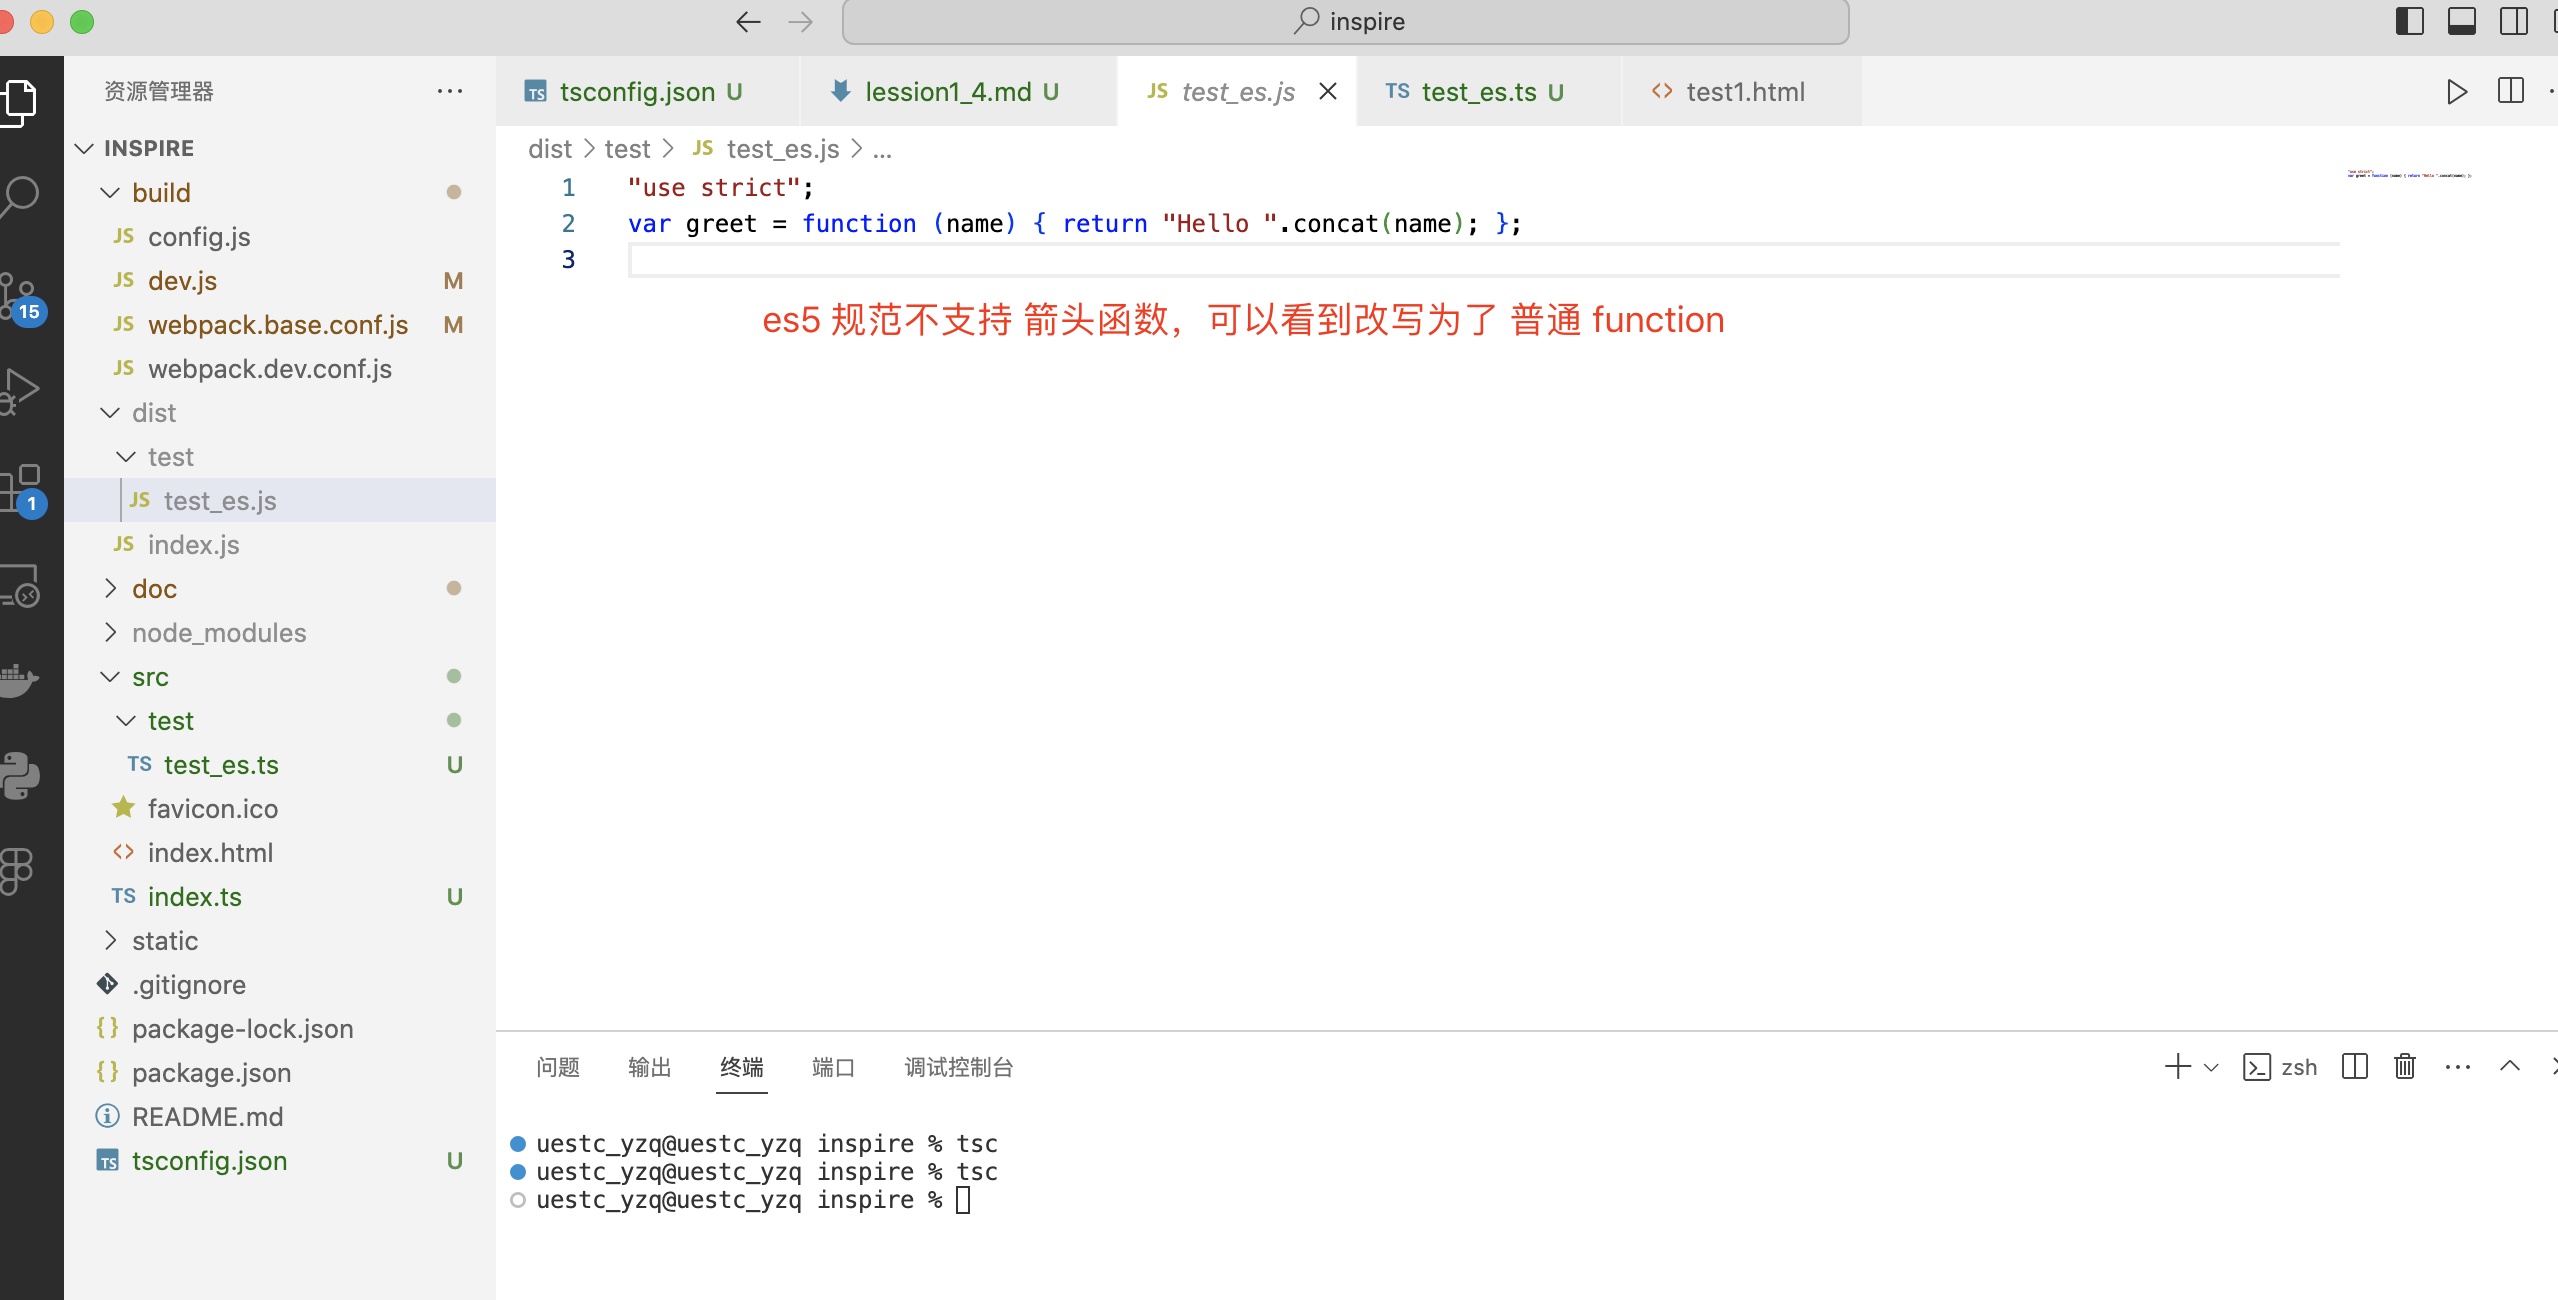 inspire
资源管理器
INSPIRE
build
JS config.js
JS dev.js M
JS webpack.base.conf.js M
JS webpack.dev.conf.js
dist
test
JS test_es.js
JS index.js
doc
node_modules
src
test
TS test_es.ts U
favicon.ico
<> index.html
TS index.ts U
static
.gitignore
{} package-lock.json
{} package.json
README.md
TS tsconfig.json U
15
1
TS tsconfig.json U
lession1_4.md U
JS test_es.js
TS test_es.ts U
<> test1.html
dist > test > JS test_es.js > ...
1 "use strict";
2 var greet = function (name) { return "Hello ".concat(name); };
3
es5 规范不支持 箭头函数，可以看到改写为了 普通 function
问题 输出 终端 端口 调试控制台
zsh
uestc_yzq@uestc_yzq inspire % tsc
uestc_yzq@uestc_yzq inspire % tsc
uestc_yzq@uestc_yzq inspire %